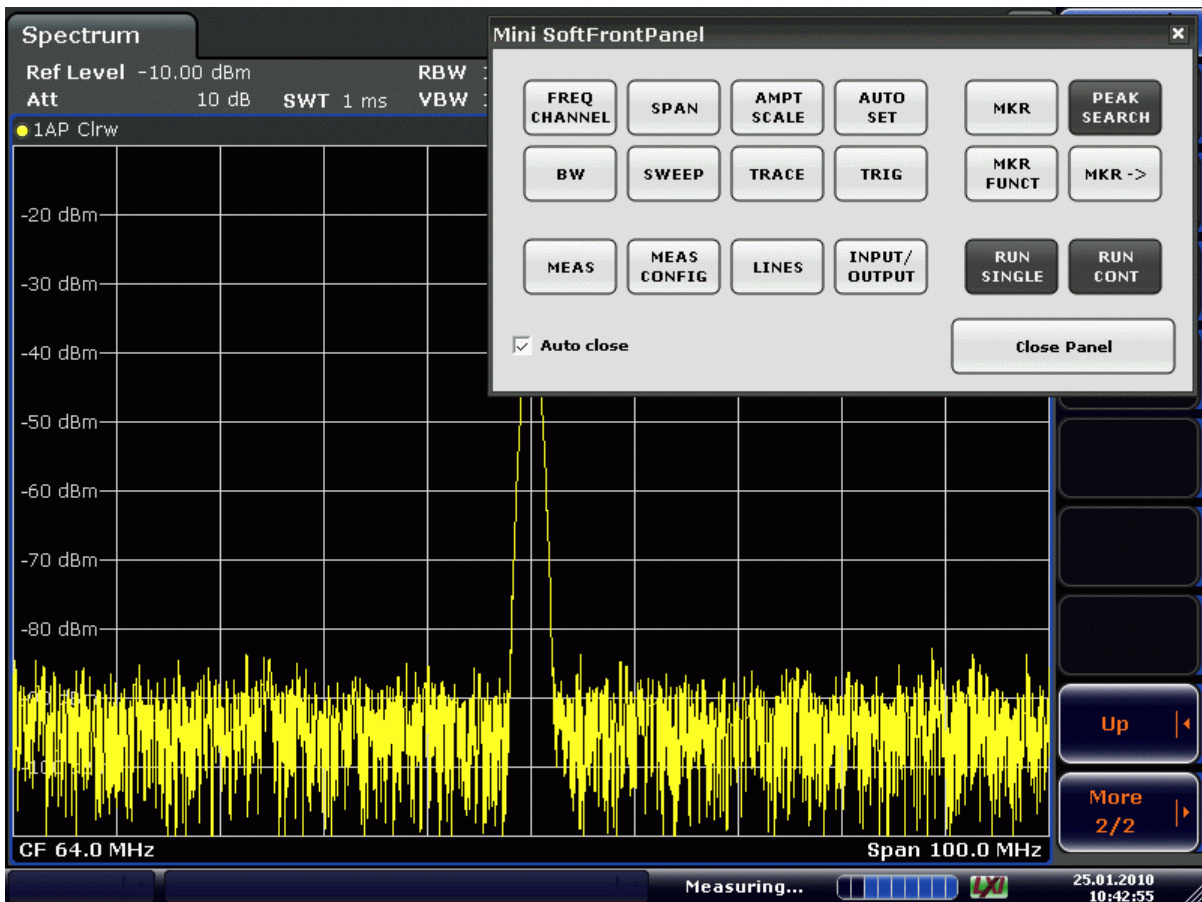 Spectrum
Ref Level -10.00 dBm RBW
Att 10 dB SWT 1 ms VBW
1AP Clrw
-20 dBm
-30 dBm
-40 dBm
-50 dBm
-60 dBm
-70 dBm
-80 dBm
CF 64.0 MHz Span 100.0 MHz
Mini SoftFrontPanel
FREQ CHANNEL SPAN AMPT SCALE AUTO SET MKR PEAK SEARCH
BW SWEEP TRACE TRIG MKR FUNCT MKR ->
MEAS MEAS CONFIG LINES INPUT/OUTPUT RUN SINGLE RUN CONT
Auto close Close Panel
Up
More
2/2
Measuring... LXI 25.01.2010
10:42:55